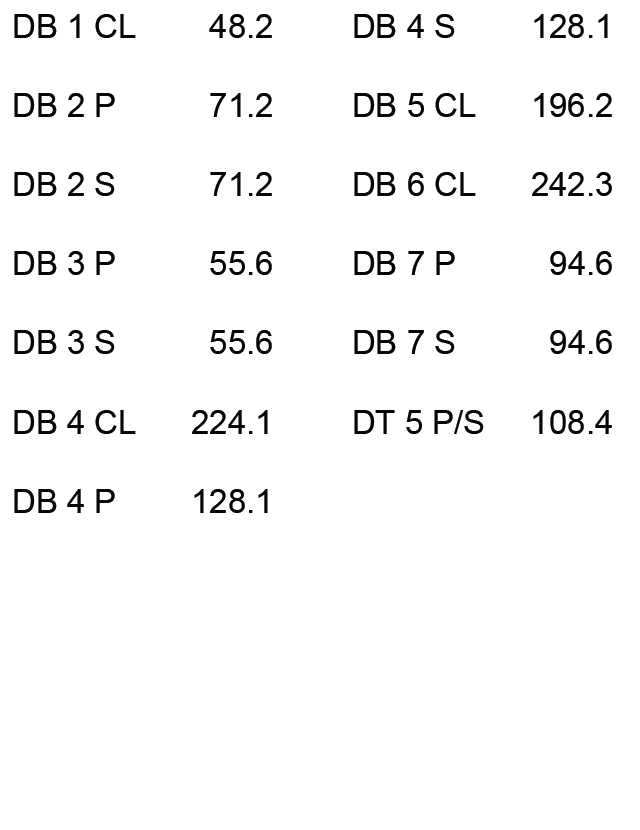 DB 1 CL 48.2
DB 2 P 71.2
DB 2 S 71.2
DB 3 P 55.6
DB 3 S 55.6
DB 4 CL 224.1
DB 4 P 128.1
DB 4 S 128.1
DB 5 CL 196.2
DB 6 CL 242.3
DB 7 P 94.6
DB 7 S 94.6
DT 5 P/S 108.4